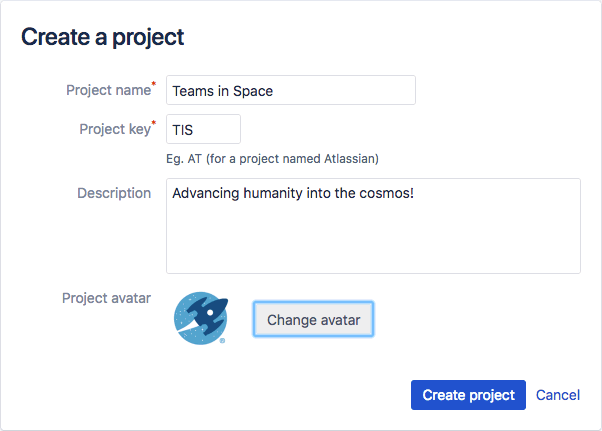 Create a project
Project name* Teams in Space
Project key* TIS
Eg. AT (for a project named Atlassian)
Description Advancing humanity into the cosmos!
Project avatar ® Change avatar
Create project Cancel